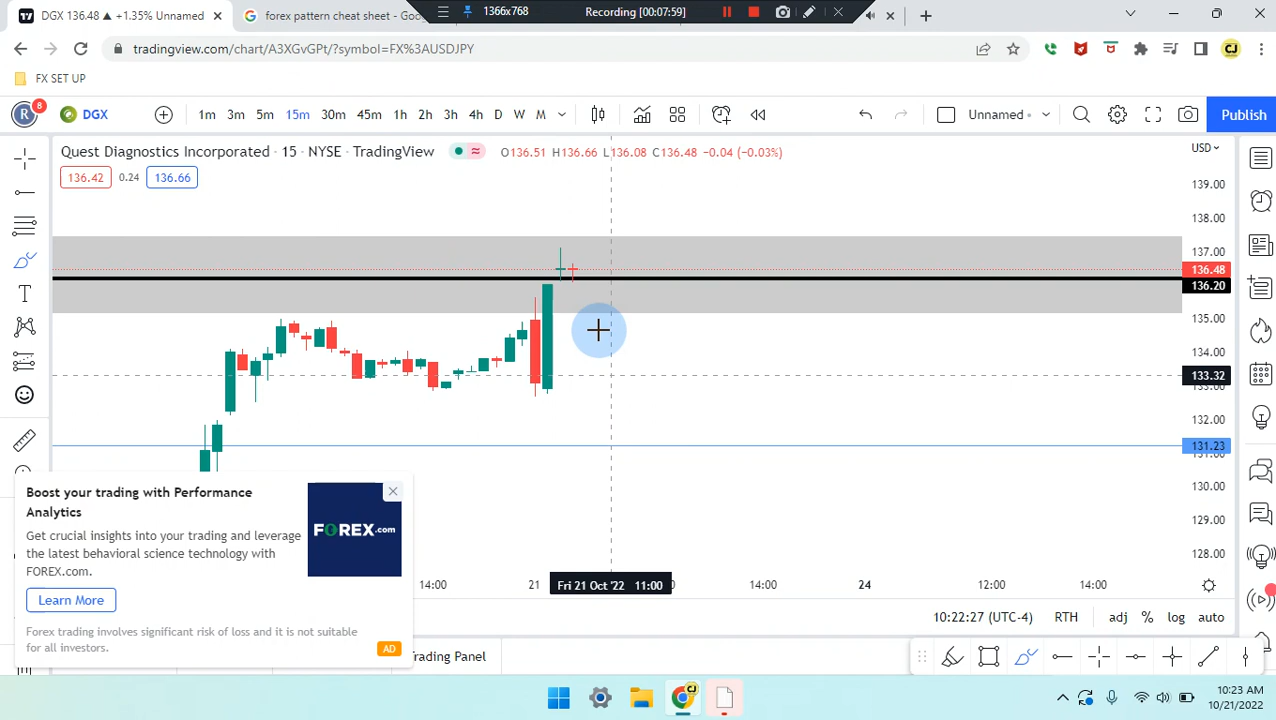 DGX 136.48 ▲ +1.35% Unnamed
forex pattern cheat sheet - Goo
1366x768
Recording [00:07:59]
tradingview.com/chart/A3XGvGPt/?symbol=FX%3AUSDJPY
CJ
FX SET UP
R
8
DGX
1m 3m 5m 15m 30m 45m 1h 2h 3h 4h D W M
Unnamed
Publish
Quest Diagnostics Incorporated · 15 · NYSE · TradingView
O136.51 H136.66 L136.08 C136.48 -0.04 (-0.03%)
USD
136.42 0.24 136.66
139.00
138.00
137.00
136.48
136.20
135.00
134.00
133.32
133.00
132.00
131.23
131.00
130.00
129.00
128.00
Boost your trading with Performance
Analytics
Get crucial insights into your trading and leverage
the latest behavioral science technology with
FOREX.com.
Learn More
Forex trading involves significant risk of loss and it is not suitable
for all investors.
AD
FOREX.com
14:00 21 Fri 21 Oct '22 11:00 14:00 24 12:00 14:00
10:22:27 (UTC-4) RTH adj % log auto
Trading Panel
CJ
10:23 AM
10/21/2022